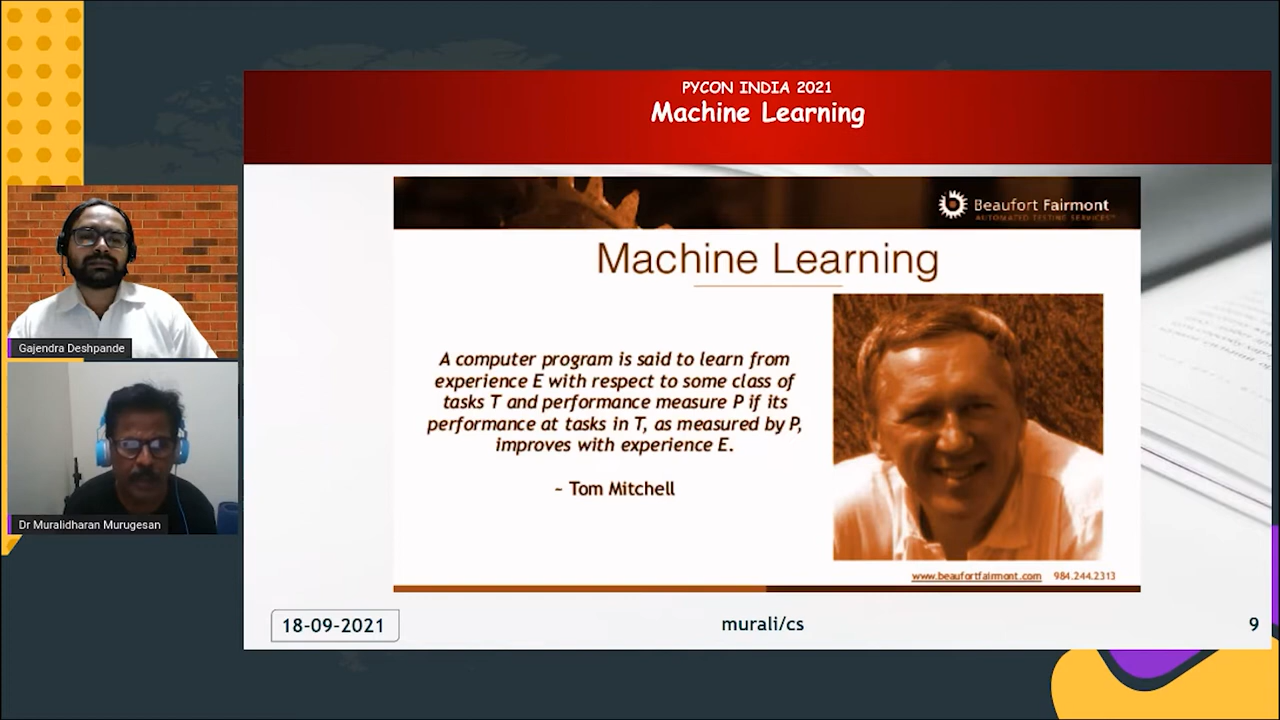 PYCON INDIA 2021
Machine Learning
Beaufort Fairmont
AUTOMATED TESTING SERVICES
Machine Learning
A computer program is said to learn from
experience E with respect to some class of
tasks T and performance measure P if its
performance at tasks in T, as measured by P,
improves with experience E.
~ Tom Mitchell
www.beaufortfairmont.com 984.244.2313
18-09-2021
murali/cs
9
Gajendra Deshpande
Dr Muralidharan Murugesan